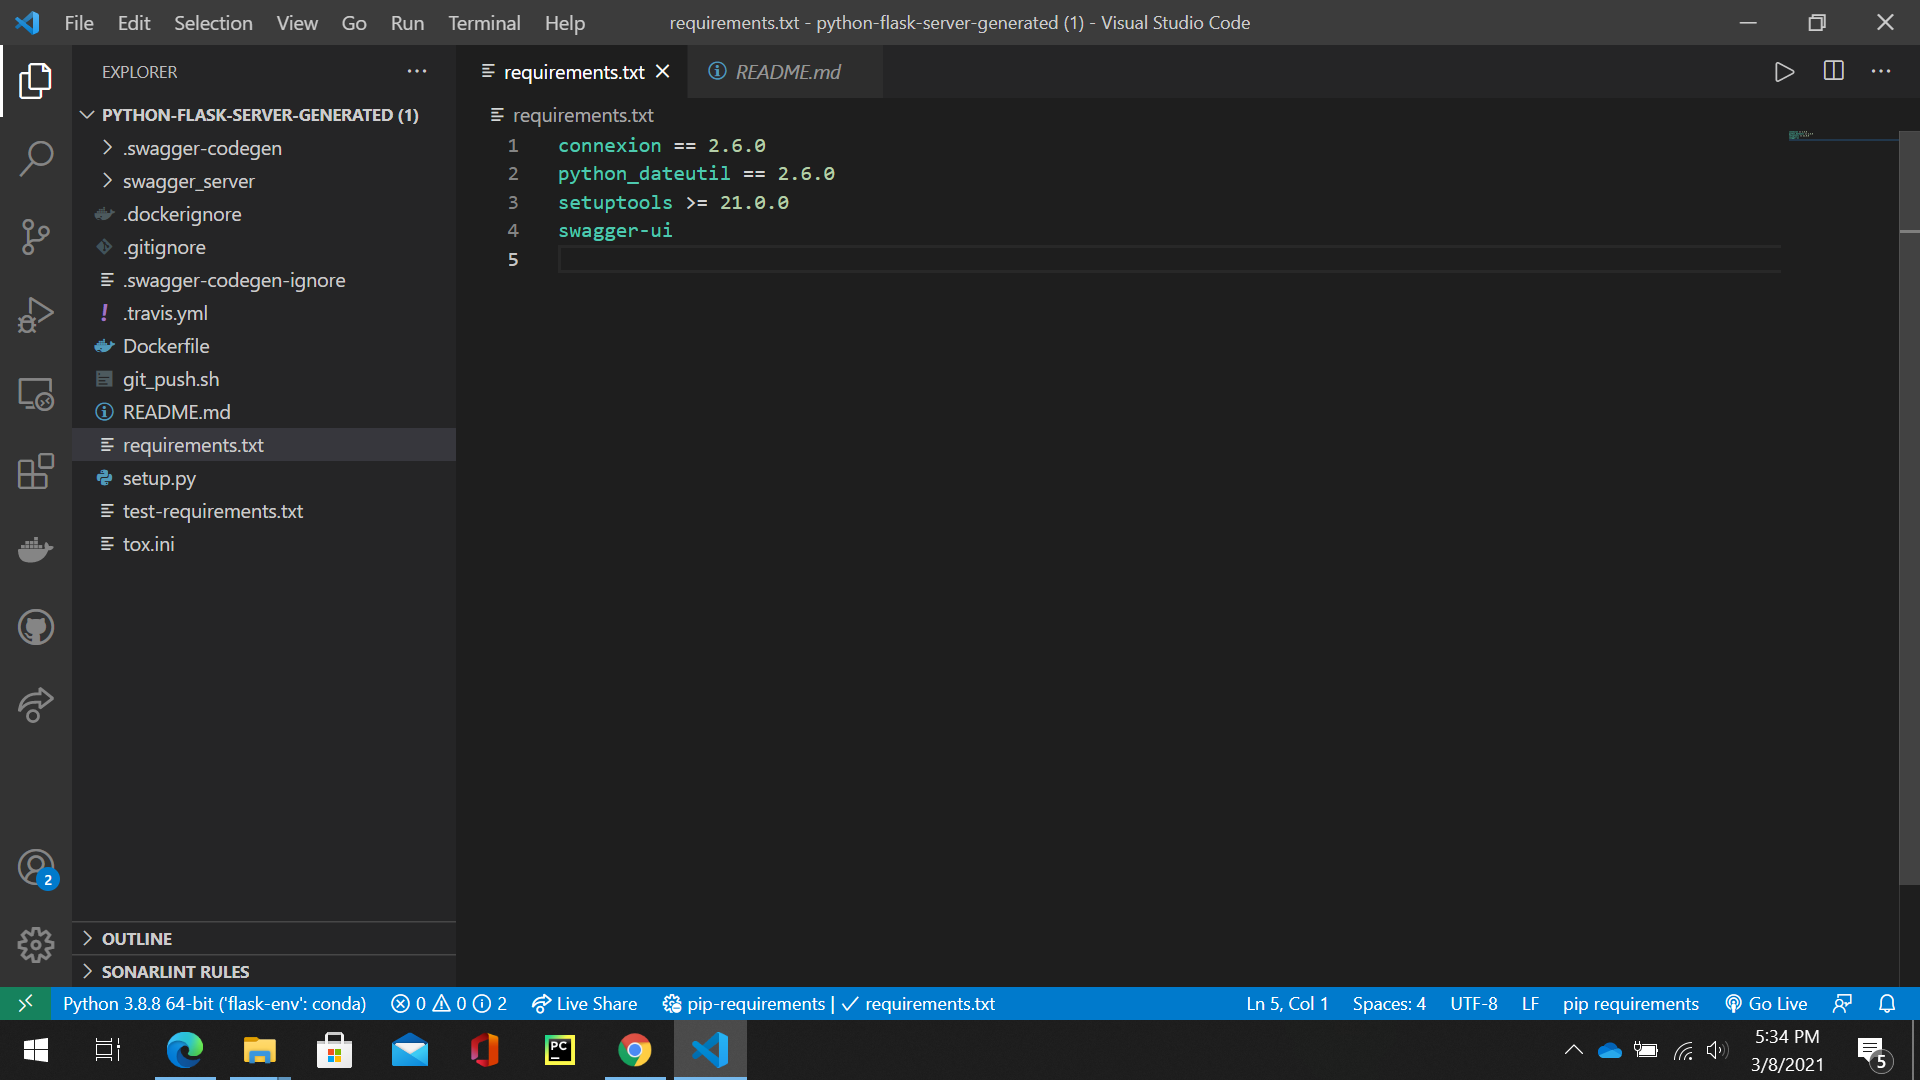 File Edit Selection View Go Run Terminal Help
requirements.txt - python-flask-server-generated (1) - Visual Studio Code
EXPLORER
PYTHON-FLASK-SERVER-GENERATED (1)
.swagger-codegen
swagger_server
.dockerignore
.gitignore
.swagger-codegen-ignore
.travis.yml
Dockerfile
git_push.sh
README.md
requirements.txt
setup.py
test-requirements.txt
tox.ini
OUTLINE
SONARLINT RULES
requirements.txt README.md
requirements.txt
1 connexion == 2.6.0
2 python_dateutil == 2.6.0
3 setuptools >= 21.0.0
4 swagger-ui
5
2
Python 3.8.8 64-bit ('flask-env': conda) 0 0 2 Live Share pip-requirements | requirements.txt Ln 5, Col 1 Spaces: 4 UTF-8 LF pip requirements Go Live
PC
5:34 PM
3/8/2021
5